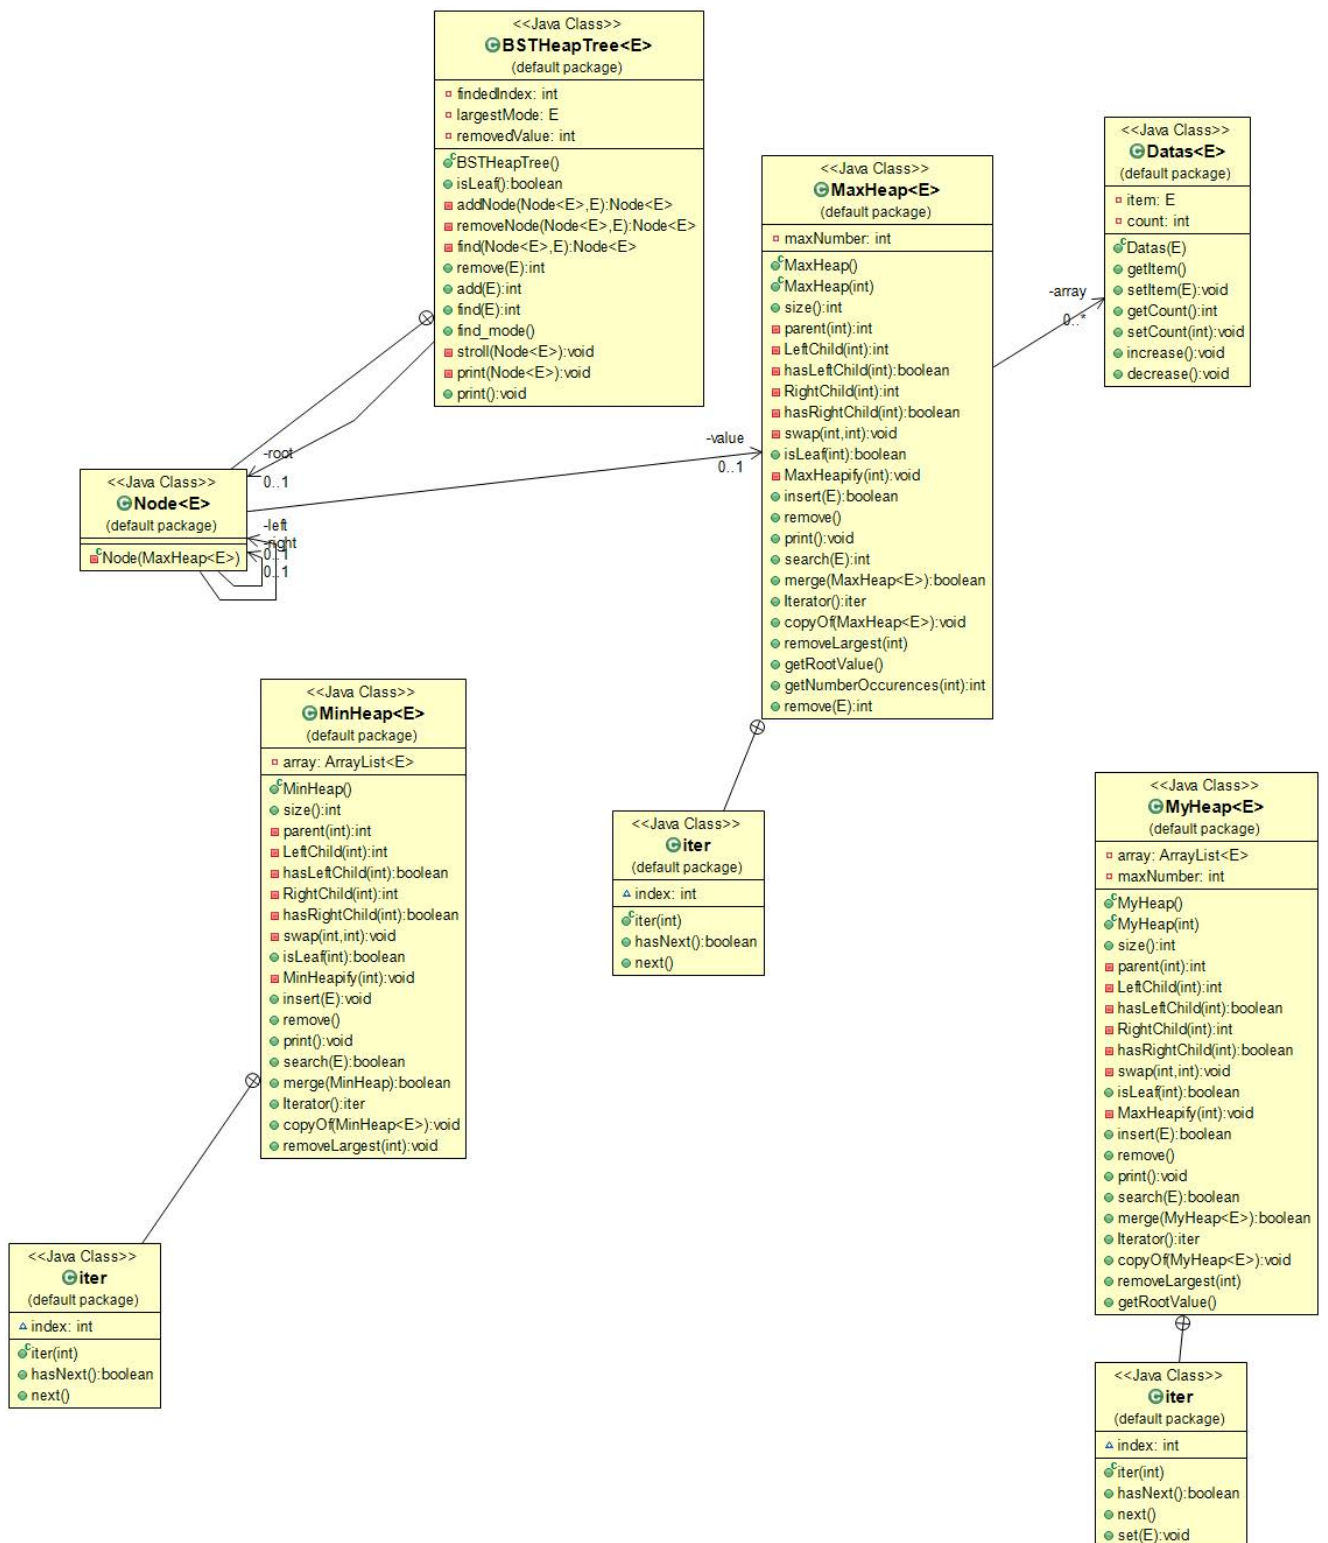 <<Java Class>>
BSTHeapTree<E>
(default package)
findedIndex: int
largestMode: E
removedValue: int
BSTHeapTree()
isLeaf():boolean
addNode(Node<E>,E):Node<E>
removeNode(Node<E>,E):Node<E>
find(Node<E>,E):Node<E>
remove(E):int
add(E):int
find(E):int
find_mode()
stroll(Node<E>):void
print(Node<E>):void
print():void
<<Java Class>>
Datas<E>
(default package)
item: E
count: int
Datas(E)
getItem()
setItem(E):void
getCount():int
setCount(int):void
increase():void
decrease():void
<<Java Class>>
MaxHeap<E>
(default package)
maxNumber: int
MaxHeap()
MaxHeap(int)
size():int
parent(int):int
LeftChild(int):int
hasLeftChild(int):boolean
RightChild(int):int
hasRightChild(int):boolean
swap(int,int):void
isLeaf(int):boolean
MaxHeapify(int):void
insert(E):boolean
remove()
print():void
search(E):int
merge(MaxHeap<E>):boolean
Iterator():iter
copyOf(MaxHeap<E>):void
removeLargest(int)
getRootValue()
getNumberOccurences(int):int
remove(E):int
-array
0..*
-value
0..1
-root
0..1
<<Java Class>>
Node<E>
(default package)
Node(MaxHeap<E>)
-left
-right
0..1
0..1
<<Java Class>>
MinHeap<E>
(default package)
array: ArrayList<E>
MinHeap()
size():int
parent(int):int
LeftChild(int):int
hasLeftChild(int):boolean
RightChild(int):int
hasRightChild(int):boolean
swap(int,int):void
isLeaf(int):boolean
MinHeapify(int):void
insert(E):void
remove()
print():void
search(E):boolean
merge(MinHeap):boolean
Iterator():iter
copyOf(MinHeap<E>):void
removeLargest(int):void
<<Java Class>>
iter
(default package)
index: int
iter(int)
hasNext():boolean
next()
<<Java Class>>
MyHeap<E>
(default package)
array: ArrayList<E>
maxNumber: int
MyHeap()
MyHeap(int)
size():int
parent(int):int
LeftChild(int):int
hasLeftChild(int):boolean
RightChild(int):int
hasRightChild(int):boolean
swap(int,int):void
isLeaf(int):boolean
MaxHeapify(int):void
insert(E):boolean
remove()
print():void
search(E):boolean
merge(MyHeap<E>):boolean
Iterator():iter
copyOf(MyHeap<E>):void
removeLargest(int)
getRootValue()
<<Java Class>>
iter
(default package)
index: int
iter(int)
hasNext():boolean
next()
<<Java Class>>
iter
(default package)
index: int
iter(int)
hasNext():boolean
next()
set(E):void